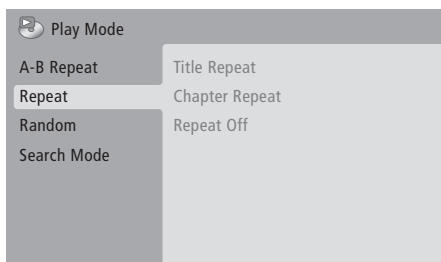 Play Mode
A-B Repeat
Repeat
Random
Search Mode
Title Repeat
Chapter Repeat
Repeat Off